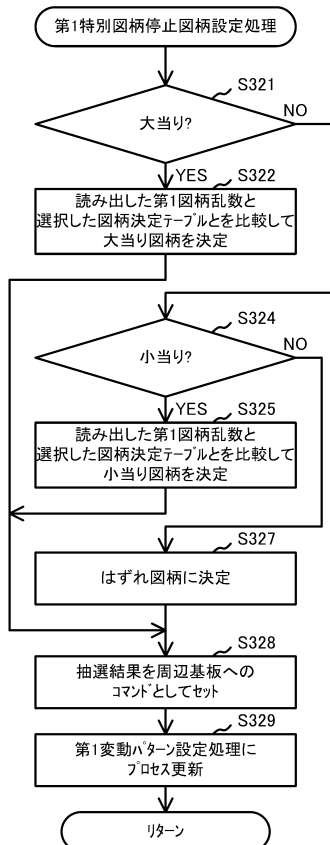 第1特別図柄停止図柄設定処理
S321
大当り?
NO
YES
S322
読み出した第1図柄乱数と
選択した図柄決定テーブルとを比較して
大当り図柄を決定
S324
小当り?
NO
YES
S325
読み出した第1図柄乱数と
選択した図柄決定テーブルとを比較して
小当り図柄を決定
S327
はずれ図柄に決定
S328
抽選結果を周辺基板への
コマンドとしてセット
S329
第1変動パターン設定処理に
プロセス更新
リターン